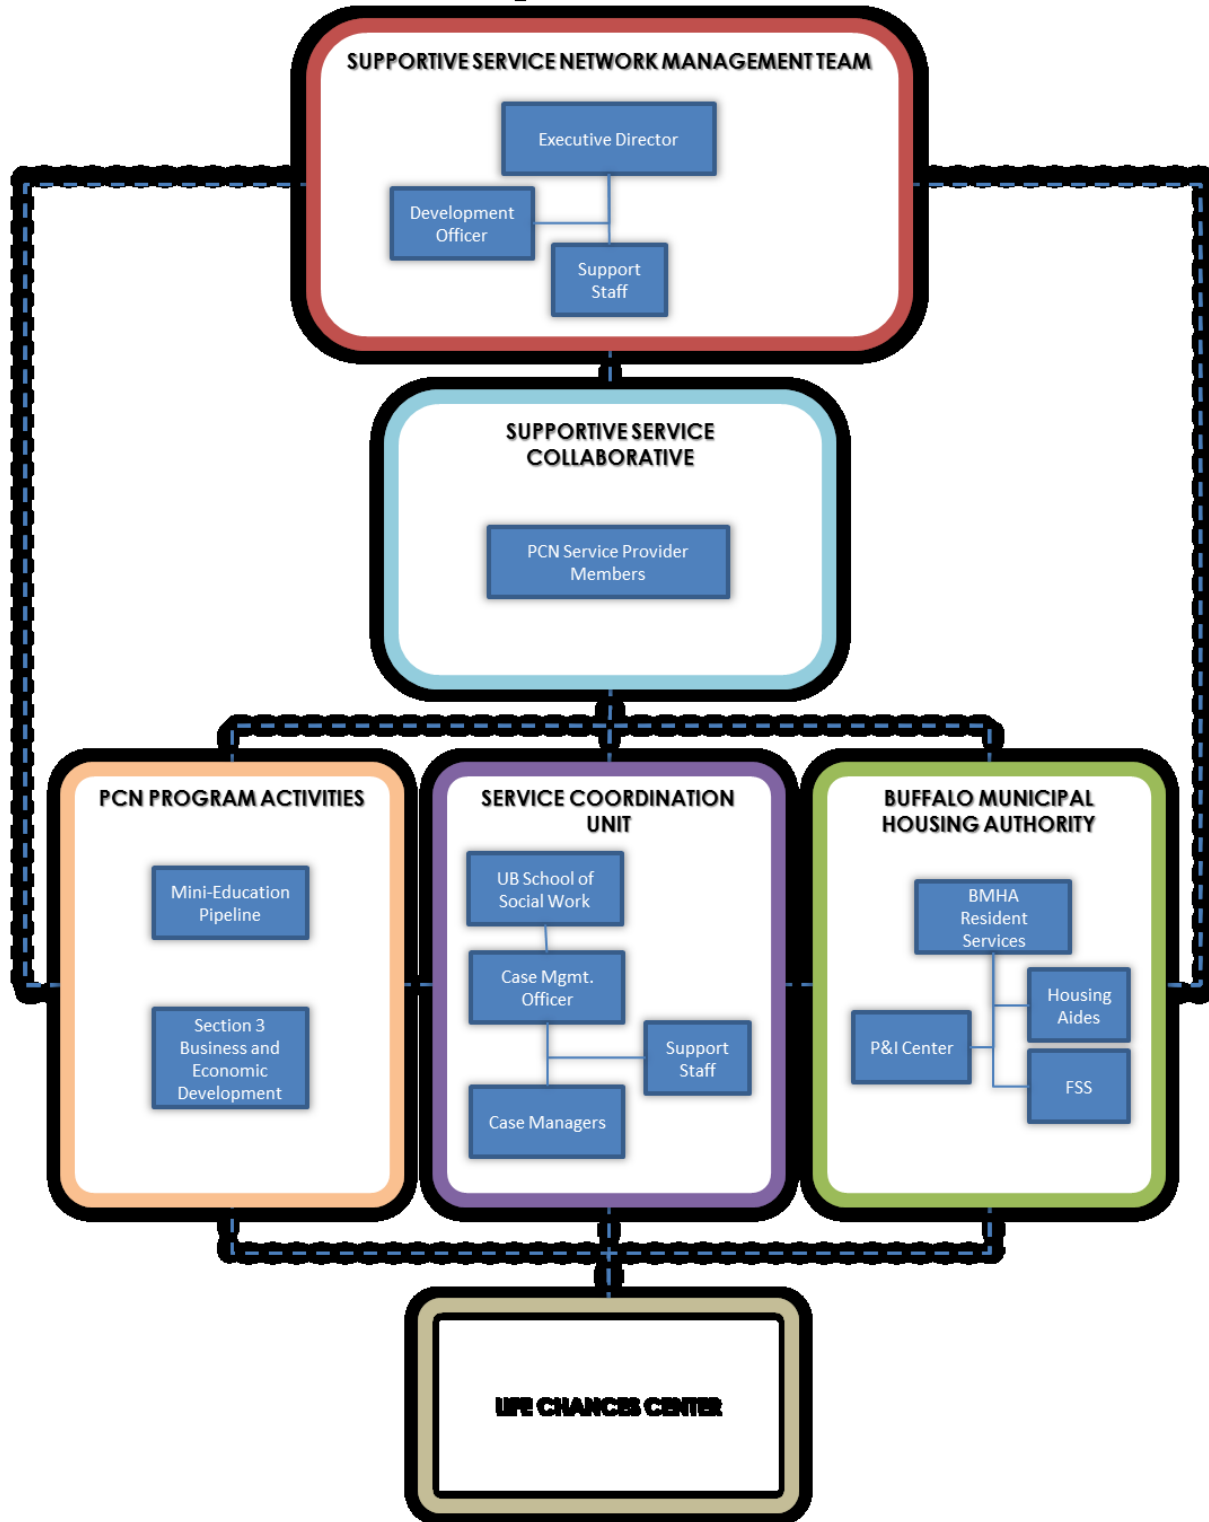 SUPPORTIVE SERVICE NETWORK MANAGEMENT TEAM
Executive Director
Development
Officer
Support
Staff
SUPPORTIVE SERVICE
COLLABORATIVE
PCN Service Provider
Members
PCN PROGRAM ACTIVITIES
Mini-Education
Pipeline
Section 3
Business and
Economic
Development
SERVICE COORDINATION
UNIT
UB School of
Social Work
Case Mgmt.
Officer
Support
Staff
Case Managers
BUFFALO MUNICIPAL
HOUSING AUTHORITY
BMHA
Resident
Services
Housing
Aides
P&I Center
FSS
LIFE CHANCES CENTER